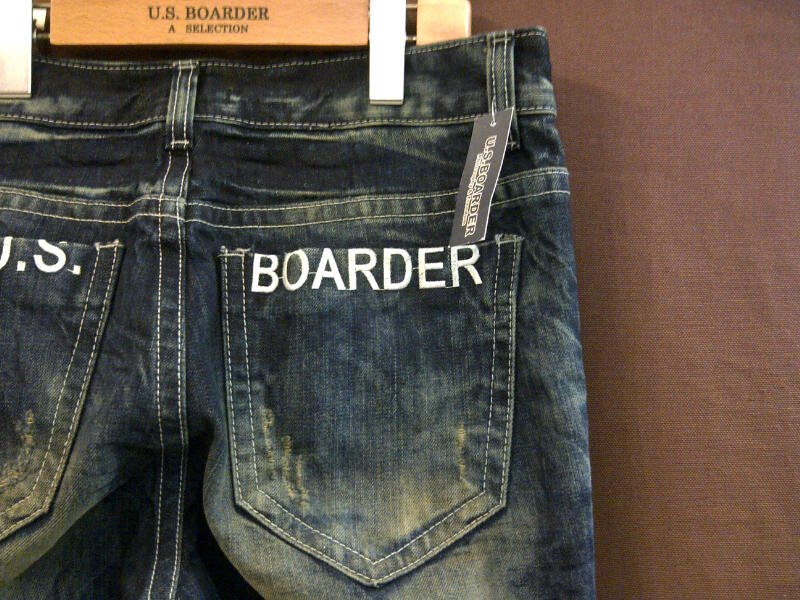 U.S. BOARDER
A SELECTION
U.S.BOARDER
U.S.
BOARDER